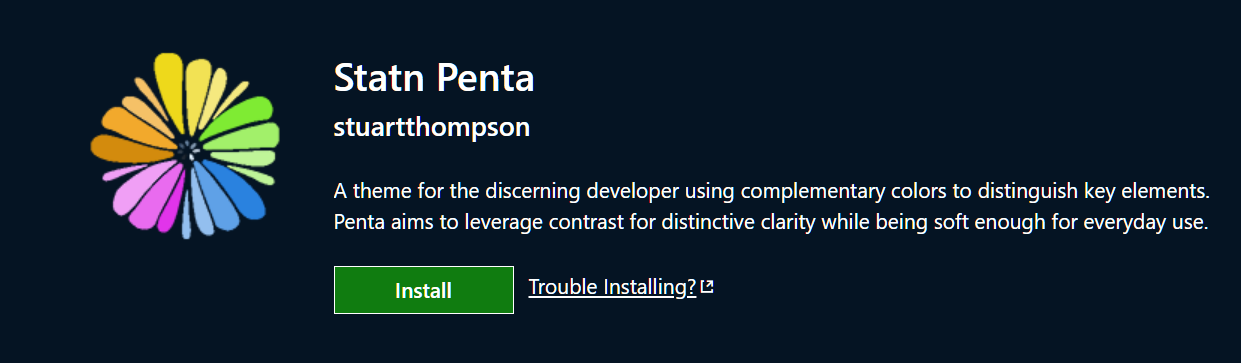 Statn Penta
stuartthompson
A theme for the discerning developer using complementary colors to distinguish key elements.
Penta aims to leverage contrast for distinctive clarity while being soft enough for everyday use.
Install
Trouble Installing?